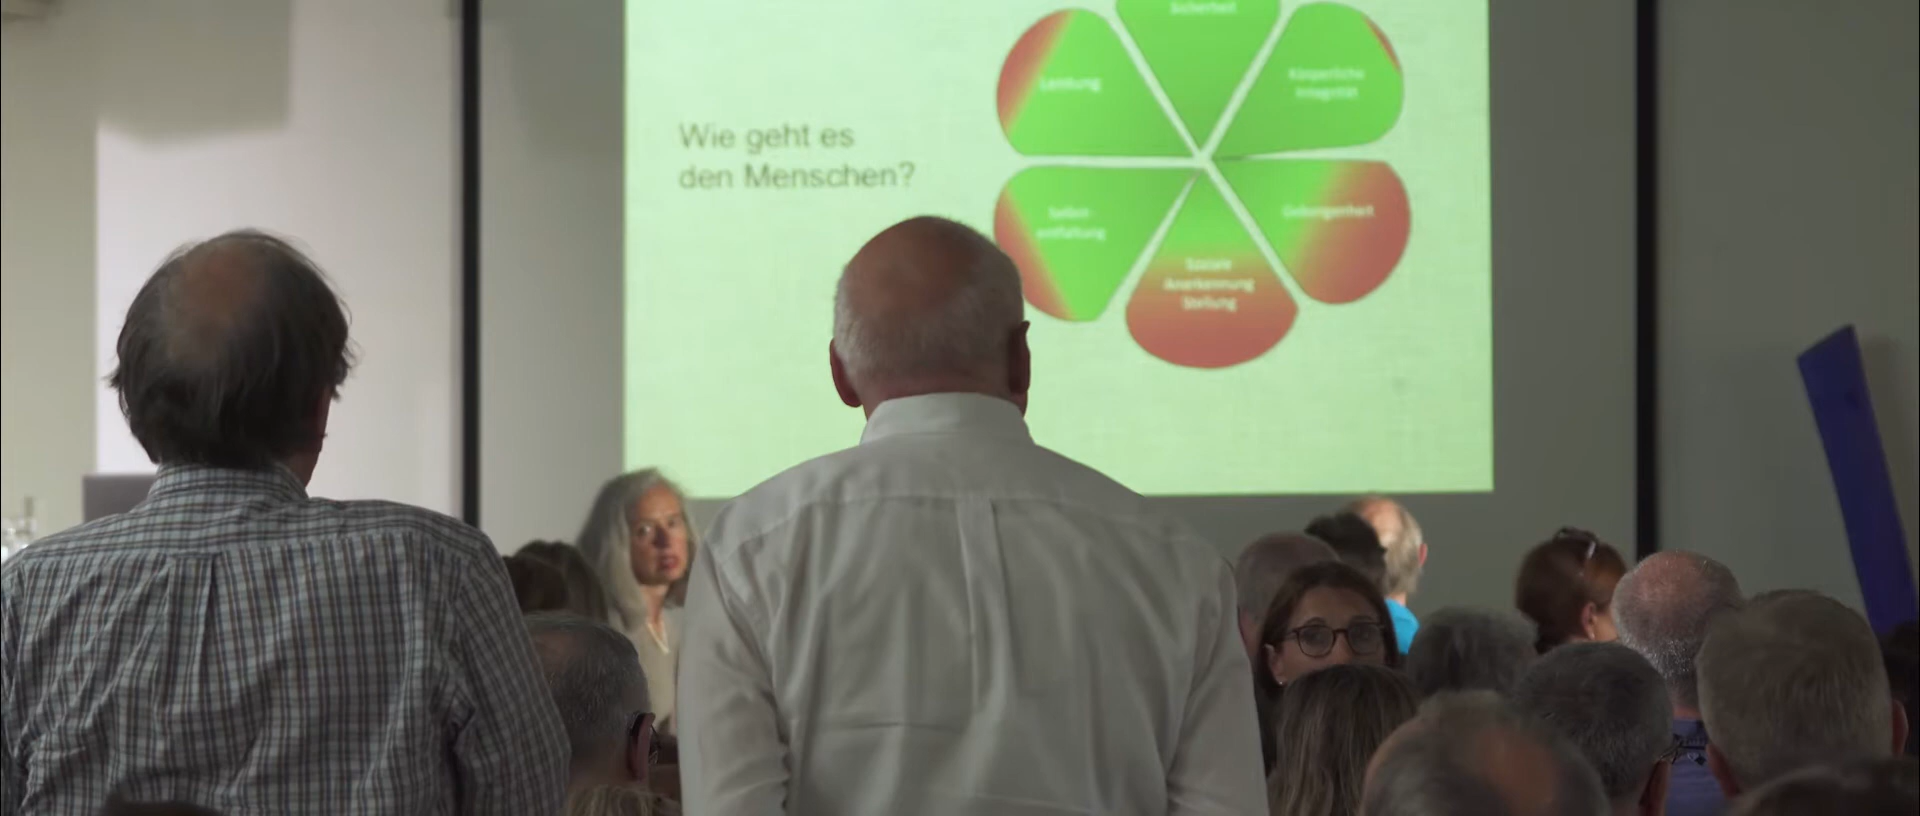 Sicherheit
Leistung
Körperliche
Integrität
Wie geht es
den Menschen?
Selbst-
entfaltung
Geborgenheit
Soziale
Anerkennung
Stellung